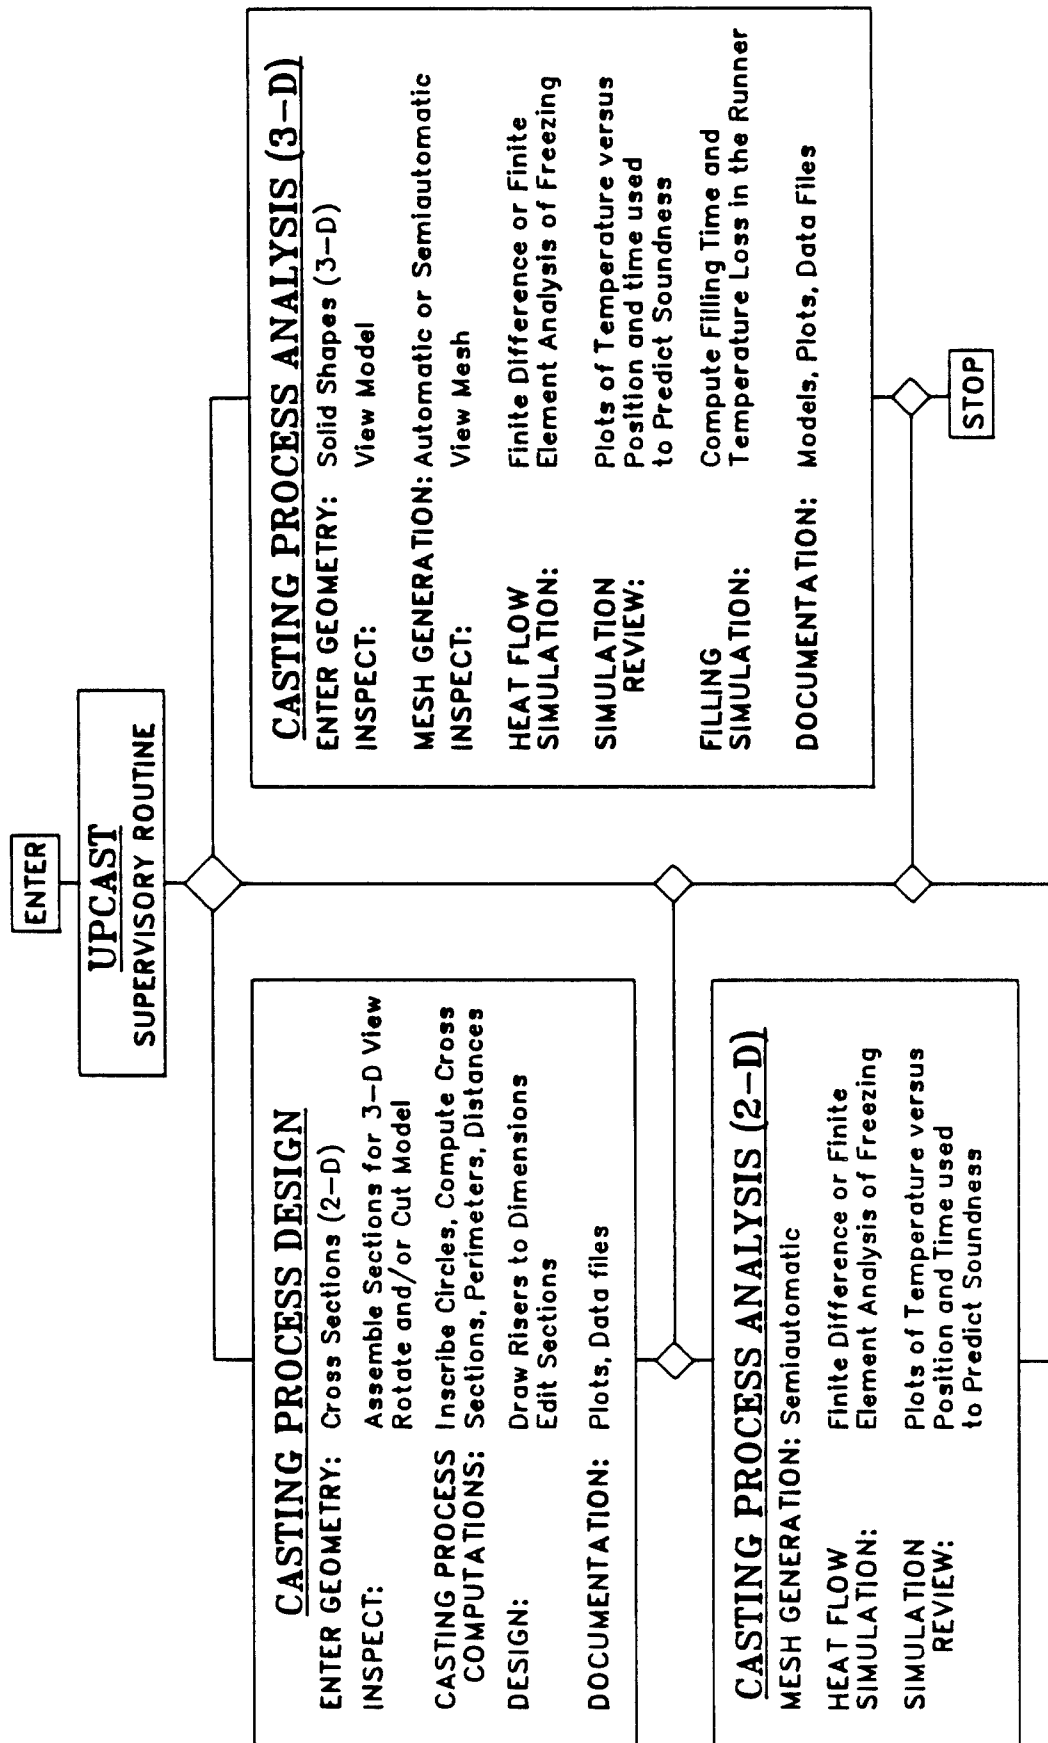 ENTER
UPCAST
SUPERVISORY ROUTINE
CASTING PROCESS DESIGN
ENTER GEOMETRY: Cross Sections (2-D)
INSPECT: Assemble Sections for 3-D View
Rotate and/or Cut Model
CASTING PROCESS Inscribe Circles, Compute Cross
COMPUTATIONS: Sections, Perimeters, Distances
DESIGN: Draw Risers to Dimensions
Edit Sections
DOCUMENTATION: Plots, Data files
CASTING PROCESS ANALYSIS (2-D)
MESH GENERATION: Semiautomatic
HEAT FLOW Finite Difference or Finite
SIMULATION: Element Analysis of Freezing
SIMULATION Plots of Temperature versus
REVIEW: Position and Time used
to Predict Soundness
CASTING PROCESS ANALYSIS (3-D)
ENTER GEOMETRY: Solid Shapes (3-D)
INSPECT: View Model
MESH GENERATION: Automatic or Semiautomatic
INSPECT: View Mesh
HEAT FLOW Finite Difference or Finite
SIMULATION: Element Analysis of Freezing
SIMULATION Plots of Temperature versus
REVIEW: Position and time used
to Predict Soundness
FILLING Compute Filling Time and
SIMULATION: Temperature Loss in the Runner
DOCUMENTATION: Models, Plots, Data Files
STOP